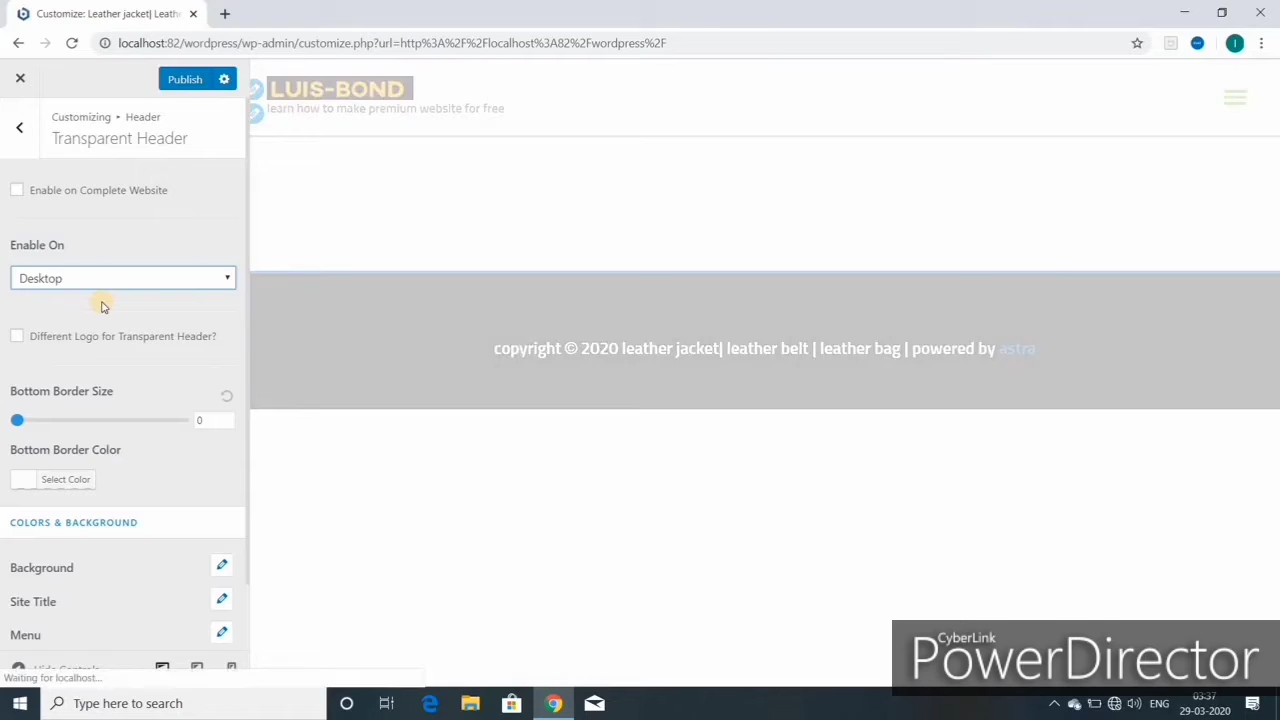 Customize: Leather jacket| Leath
localhost:82/wordpress/wp-admin/customize.php?url=http%3A%2F%2Flocalhost%3A82%2Fwordpress%2F
I
Publish
Customizing • Header
Transparent Header
LUIS-BOND
learn how to make premium website for free
Enable on Complete Website
Enable On
Desktop
Different Logo for Transparent Header?
copyright © 2020 leather jacket| leather belt | leather bag | powered by astra
Bottom Border Size
0
Bottom Border Color
Select Color
COLORS & BACKGROUND
Background
Site Title
Menu
Hide Controls
Waiting for localhost...
CyberLink
PowerDirector
Type here to search
ENG
03:37
29-03-2020